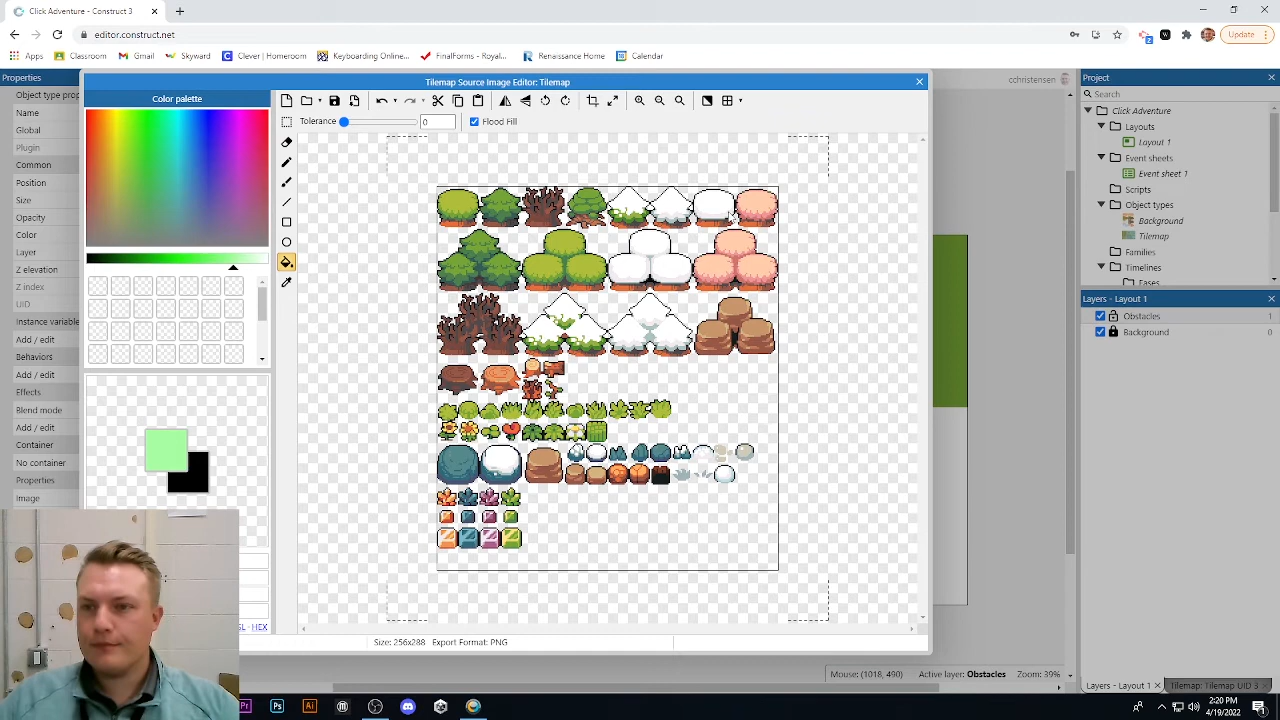 Click Adventure - Construct 3
editor.construct.net
Update
Apps
Classroom
Gmail
Skyward
Clever | Homeroom
Keyboarding Online...
FinalForms - Royal...
Renaissance Home
Calendar
Properties
Tilemap Source Image Editor: Tilemap
cchristensen
Project
Object type prop
Color palette
Search
Name
Click Adventure
Global
Tolerance
0
Flood Fill
Layouts
Plugin
Layout 1
Common
Event sheets
Position
Event sheet 1
Size
Scripts
Opacity
Object types
Color
Background
Layer
Tilemap
Z elevation
Families
Z index
Timelines
UID
Eases
Instance variable
Layers - Layout 1
Add / edit
Obstacles
1
Behaviors
Background
0
Add / edit
Effects
Blend mode
Add / edit
Container
No container
Properties
Image
HEX
Size: 256x288 Export Format: PNG
Mouse: (1018, 490)
Active layer: Obstacles
Zoom: 39%
Layers - Layout 1
Tilemap: Tilemap UID 3
2:20 PM
4/19/2022